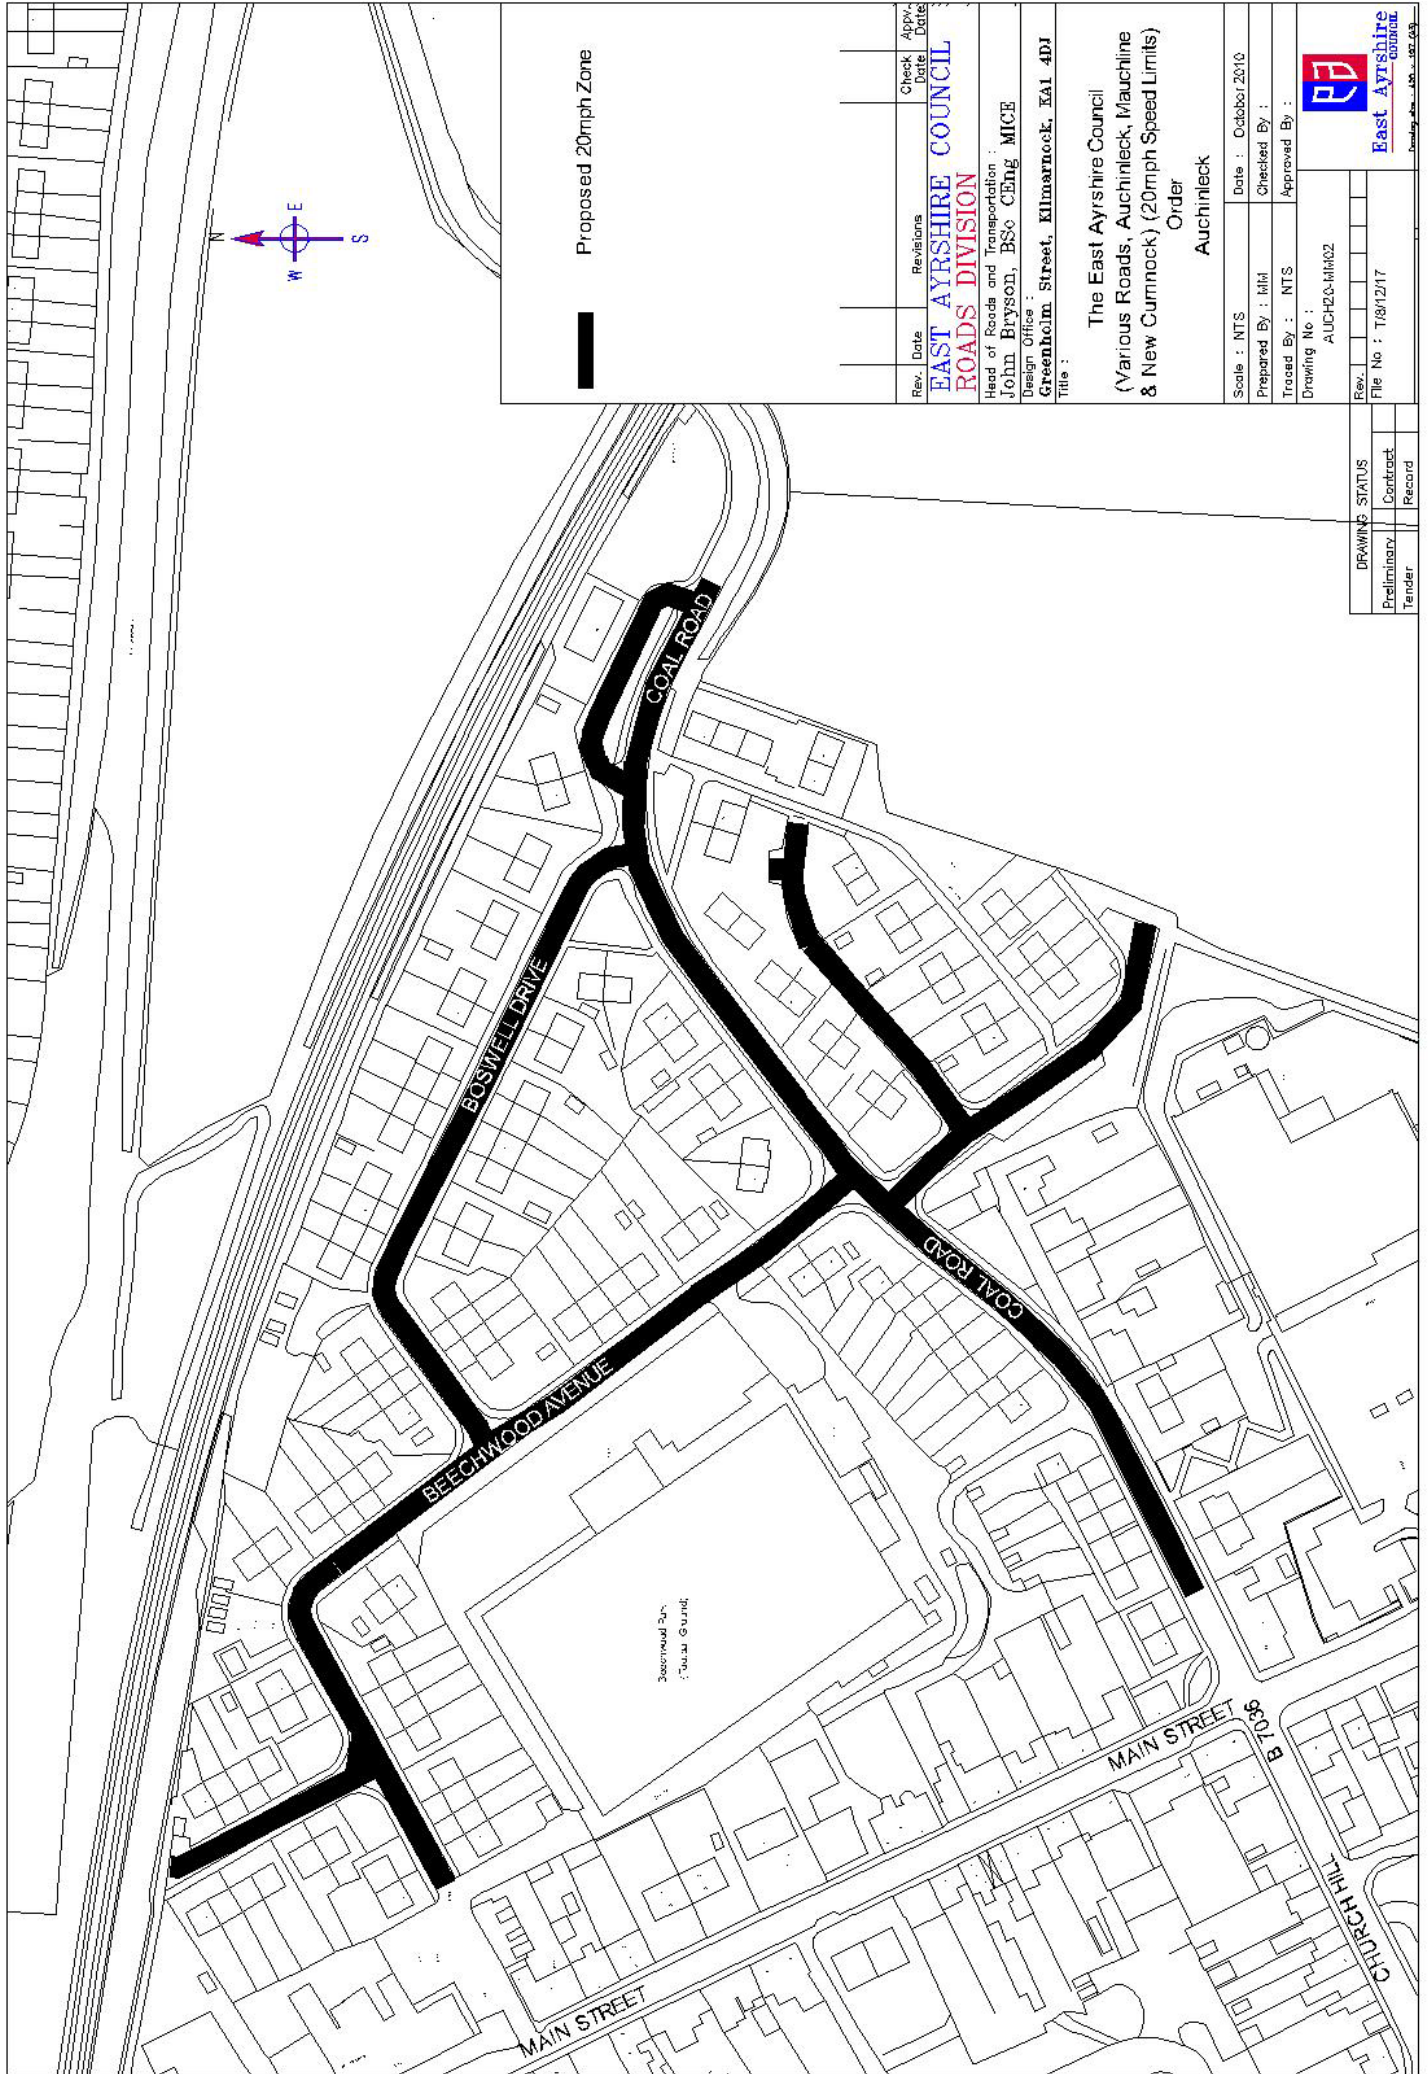 N
W
E
S
Proposed 20mph Zone
Rev.
Date
Revisions
Check
Date
Appv.
Date
EAST AYRSHIRE COUNCIL
ROADS DIVISION
Head of Roads and Transportation :
John Bryson, BSc CEng MICE
Design Office :
Greenholm Street, Kilmarnock, KA1 4DJ
Title :
The East Ayrshire Council
(Various Roads, Auchinleck, Mauchline
& New Cumnock) (20mph Speed Limits)
Order
Auchinleck
Scale : NTS
Date : October 2010
Prepared By : MM
Checked By :
Traced By : NTS
Approved By :
Drawing No :
AUCH20-MM02
Rev.
File No : T/8/12/17
East Ayrshire
COUNCIL
DRAWING STATUS
Preliminary
Contract
Tender
Record
COAL ROAD
BOSWELL DRIVE
BEECHWOOD AVENUE
COAL ROAD
MAIN STREET
B 7036
MAIN STREET
CHURCH HILL